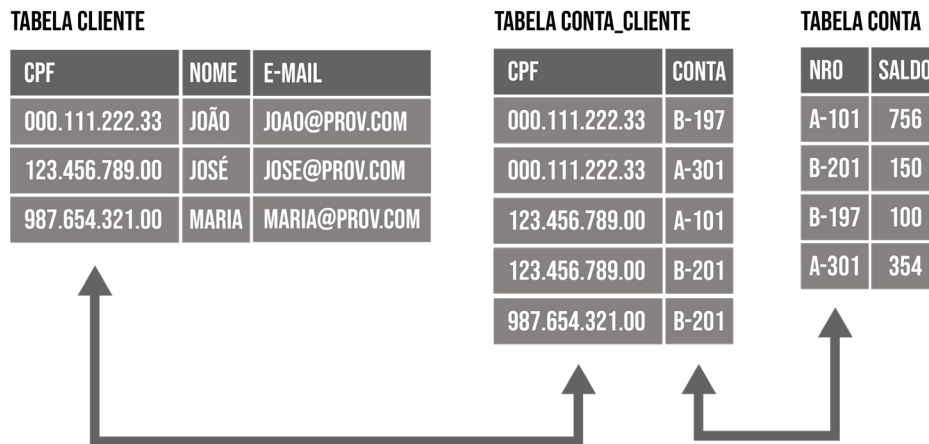 TABELA CLIENTE
CPF NOME E-MAIL
000.111.222.33 JOÃO JOAO@PROV.COM
123.456.789.00 JOSÉ JOSE@PROV.COM
987.654.321.00 MARIA MARIA@PROV.COM
TABELA CONTA_CLIENTE
CPF CONTA
000.111.222.33 B-197
000.111.222.33 A-301
123.456.789.00 A-101
123.456.789.00 B-201
987.654.321.00 B-201
TABELA CONTA
NRO SALDO
A-101 756
B-201 150
B-197 100
A-301 354